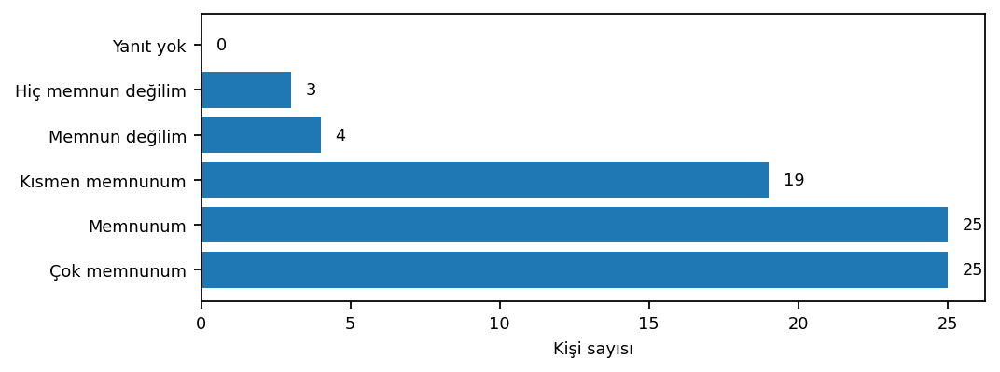 Yanıt yok 0
Hiç memnun değilim 3
Memnun değilim 4
Kısmen memnunum 19
Memnunum 25
Çok memnunum 25
0 5 10 15 20 25
Kişi sayısı